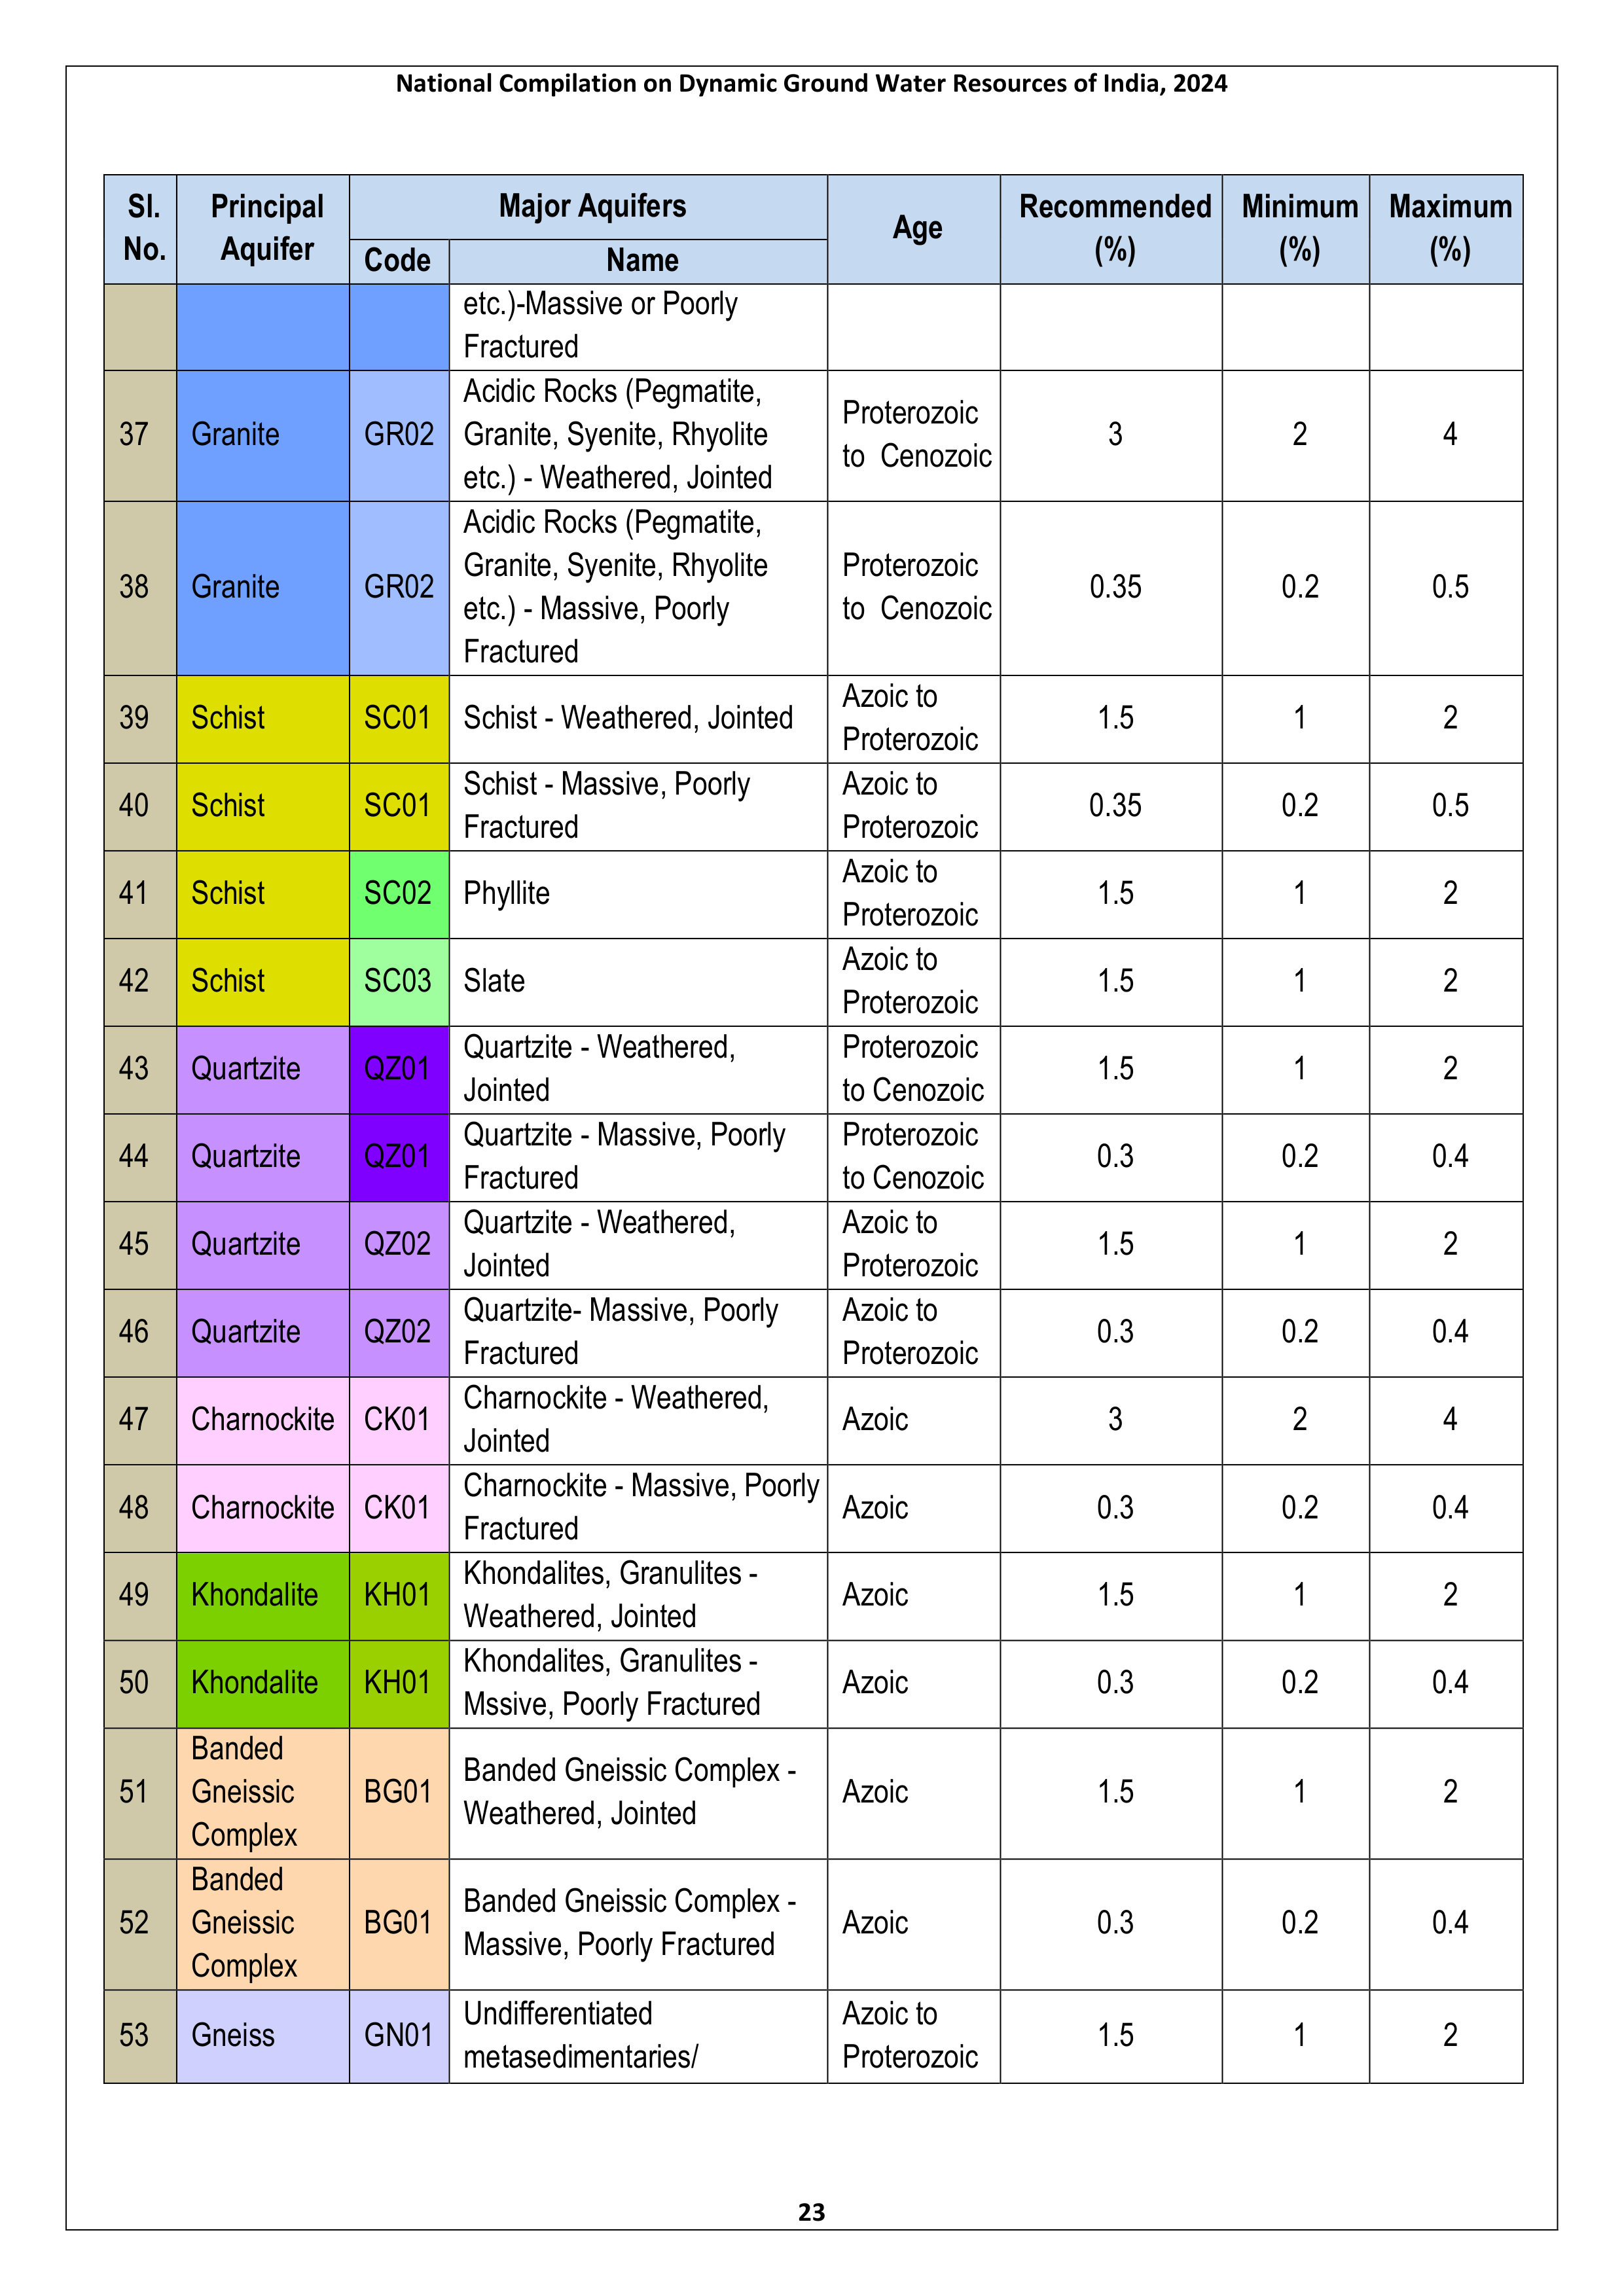 National Compilation on Dynamic Ground Water Resources of India, 2024
Sl. No. Principal Aquifer Major Aquifers Age Recommended (%) Minimum (%) Maximum (%)
Code Name
etc.)-Massive or Poorly
Fractured
37 Granite GR02 Acidic Rocks (Pegmatite,
Granite, Syenite, Rhyolite
etc.) - Weathered, Jointed
Proterozoic
to Cenozoic
3 2 4
38 Granite GR02 Acidic Rocks (Pegmatite,
Granite, Syenite, Rhyolite
etc.) - Massive, Poorly
Fractured
Proterozoic
to Cenozoic
0.35 0.2 0.5
39 Schist SC01 Schist - Weathered, Jointed
Azoic to
Proterozoic
1.5 1 2
40 Schist SC01 Schist - Massive, Poorly
Fractured
Azoic to
Proterozoic
0.35 0.2 0.5
41 Schist SC02 Phyllite
Azoic to
Proterozoic
1.5 1 2
42 Schist SC03 Slate
Azoic to
Proterozoic
1.5 1 2
43 Quartzite QZ01 Quartzite - Weathered,
Jointed
Proterozoic
to Cenozoic
1.5 1 2
44 Quartzite QZ01 Quartzite - Massive, Poorly
Fractured
Proterozoic
to Cenozoic
0.3 0.2 0.4
45 Quartzite QZ02 Quartzite - Weathered,
Jointed
Azoic to
Proterozoic
1.5 1 2
46 Quartzite QZ02 Quartzite- Massive, Poorly
Fractured
Azoic to
Proterozoic
0.3 0.2 0.4
47 Charnockite CK01 Charnockite - Weathered,
Jointed
Azoic
3 2 4
48 Charnockite CK01 Charnockite - Massive, Poorly
Fractured
Azoic
0.3 0.2 0.4
49 Khondalite KH01 Khondalites, Granulites -
Weathered, Jointed
Azoic
1.5 1 2
50 Khondalite KH01 Khondalites, Granulites -
Mssive, Poorly Fractured
Azoic
0.3 0.2 0.4
51 Banded
Gneissic
Complex
BG01 Banded Gneissic Complex -
Weathered, Jointed
Azoic
1.5 1 2
52 Banded
Gneissic
Complex
BG01 Banded Gneissic Complex -
Massive, Poorly Fractured
Azoic
0.3 0.2 0.4
53 Gneiss GN01 Undifferentiated
metasedimentaries/
Azoic to
Proterozoic
1.5 1 2
23